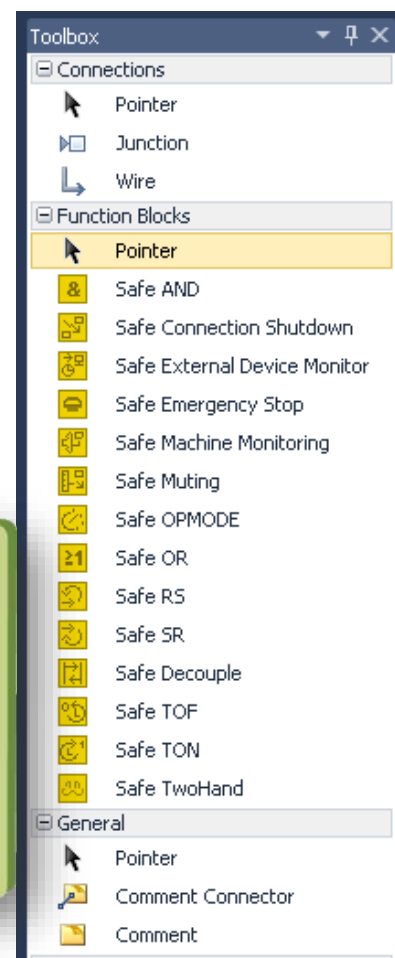 Toolbox
Connections
Pointer
Junction
Wire
Function Blocks
Pointer
& Safe AND
Safe Connection Shutdown
Safe External Device Monitor
Safe Emergency Stop
Safe Machine Monitoring
Safe Muting
Safe OPMODE
≥1 Safe OR
Safe RS
Safe SR
Safe Decouple
Safe TOF
Safe TON
Safe TwoHand
General
Pointer
Comment Connector
Comment